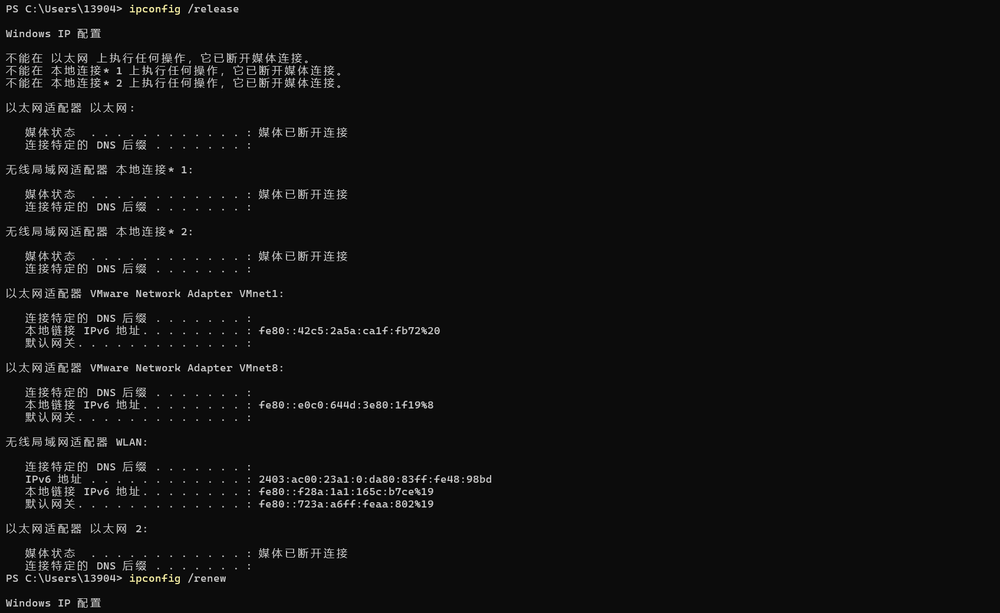 PS C:\Users\13904> ipconfig /release
Windows IP 配置
不能在 以太网 上执行任何操作，它已断开媒体连接。
不能在 本地连接* 1 上执行任何操作，它已断开媒体连接。
不能在 本地连接* 2 上执行任何操作，它已断开媒体连接。
以太网适配器 以太网:
媒体状态  . . . . . . . . . . . . : 媒体已断开连接
连接特定的 DNS 后缀 . . . . . . . :
无线局域网适配器 本地连接* 1:
媒体状态  . . . . . . . . . . . . : 媒体已断开连接
连接特定的 DNS 后缀 . . . . . . . :
无线局域网适配器 本地连接* 2:
媒体状态  . . . . . . . . . . . . : 媒体已断开连接
连接特定的 DNS 后缀 . . . . . . . :
以太网适配器 VMware Network Adapter VMnet1:
连接特定的 DNS 后缀 . . . . . . . :
本地链接 IPv6 地址. . . . . . . . : fe80::42c5:2a5a:ca1f:fb72%20
默认网关. . . . . . . . . . . . . :
以太网适配器 VMware Network Adapter VMnet8:
连接特定的 DNS 后缀 . . . . . . . :
本地链接 IPv6 地址. . . . . . . . : fe80::e0c0:644d:3e80:1f19%8
默认网关. . . . . . . . . . . . . :
无线局域网适配器 WLAN:
连接特定的 DNS 后缀 . . . . . . . :
IPv6 地址 . . . . . . . . . . . . : 2403:ac00:23a1:0:da80:83ff:fe48:98bd
本地链接 IPv6 地址. . . . . . . . : fe80::f28a:1a1:165c:b7ce%19
默认网关. . . . . . . . . . . . . : fe80::723a:a6ff:feaa:802%19
以太网适配器 以太网 2:
媒体状态  . . . . . . . . . . . . : 媒体已断开连接
连接特定的 DNS 后缀 . . . . . . . :
PS C:\Users\13904> ipconfig /renew
Windows IP 配置